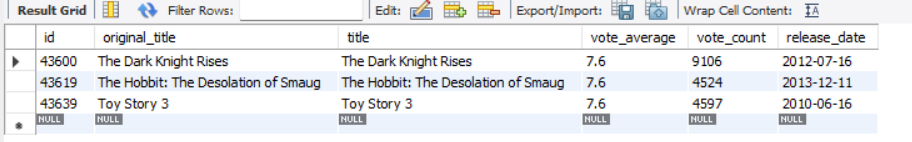 Result Grid Filter Rows: Edit: Export/Import: Wrap Cell Content: IA
id original_title title vote_average vote_count release_date
43600 The Dark Knight Rises The Dark Knight Rises 7.6 9106 2012-07-16
43619 The Hobbit: The Desolation of Smaug The Hobbit: The Desolation of Smaug 7.6 4524 2013-12-11
43639 Toy Story 3 Toy Story 3 7.6 4597 2010-06-16
NULL NULL NULL NULL NULL NULL